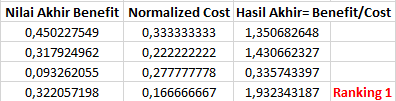 Nilai Akhir Benefit Normalized Cost Hasil Akhir= Benefit/Cost
0,450227549 0,333333333 1,350682648
0,317924962 0,222222222 1,430662327
0,093262055 0,277777778 0,335743397
0,322057198 0,166666667 1,932343187 Ranking 1